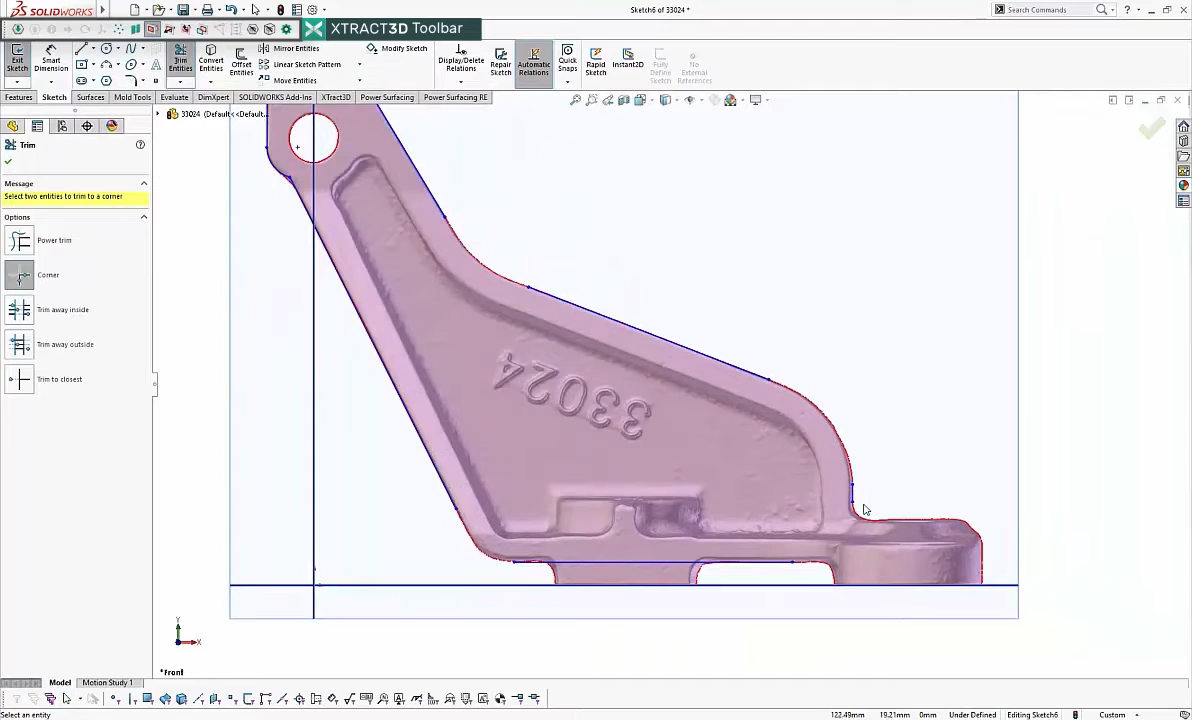 SOLIDWORKS
Sketch6 of 33024 *
Search Commands
XTRACT3D Toolbar
Exit Sketch
Smart Dimension
Trim Entities
Convert Entities
Offset Entities
Mirror Entities
Linear Sketch Pattern
Move Entities
Modify Sketch
Display/Delete Relations
Repair Sketch
Automatic Relations
Quick Snaps
Rapid Sketch
Instant2D
Fully Define Sketch
No External References
Features Sketch Surfaces Mold Tools Evaluate DimXpert SOLIDWORKS Add-Ins XTract3D Power Surfacing Power Surfacing RE
33024 (Default<<Default...
Trim
Message
Select two entities to trim to a corner
Options
Power trim
Corner
Trim away inside
Trim away outside
Trim to closest
33024
Y
X
*Front
Model Motion Study 1
Select an entity
122.49mm 19.21mm 0mm Under Defined Editing Sketch6 Custom